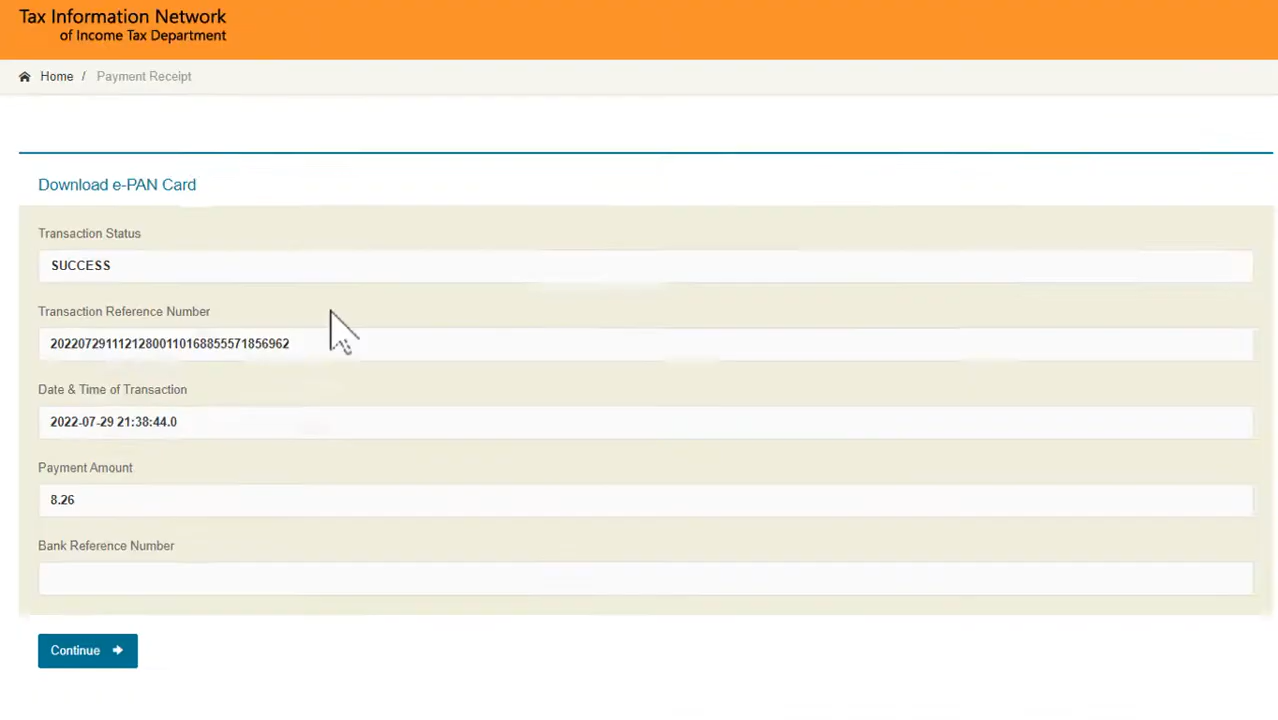 Tax Information Network
of Income Tax Department
Home / Payment Receipt
Download e-PAN Card
Transaction Status
SUCCESS
Transaction Reference Number
20220729111212800110168855571856962
Date & Time of Transaction
2022-07-29 21:38:44.0
Payment Amount
8.26
Bank Reference Number
Continue